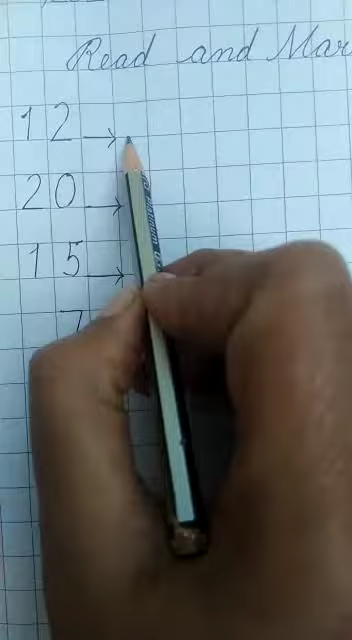 Read and Mar
12 →
20 →
15 →
7